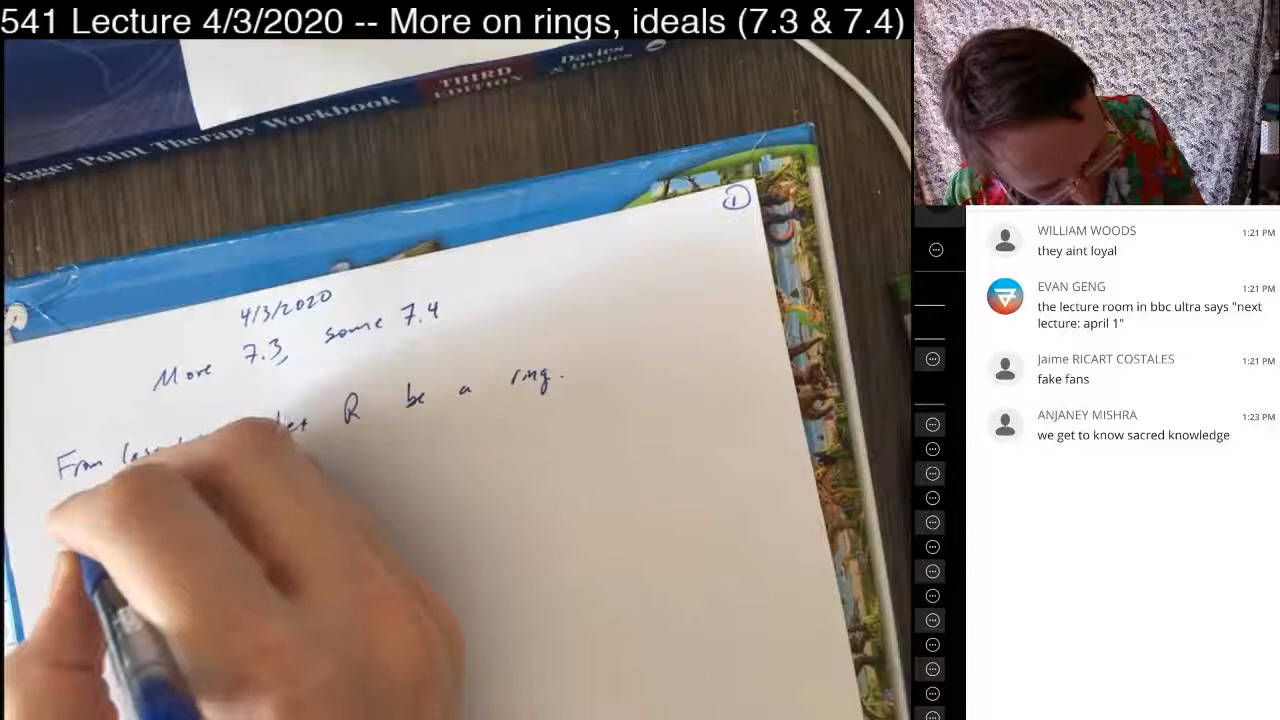 541 Lecture 4/3/2020 -- More on rings, ideals (7.3 & 7.4)
Trigger Point Therapy Workbook THIRD EDITION Davies & Davies
①
4/3/2020
More 7.3, some 7.4
From let R be a ring.
WILLIAM WOODS 1:21 PM
they aint loyal
EVAN GENG 1:21 PM
the lecture room in bbc ultra says "next
lecture: april 1"
Jaime RICART COSTALES 1:21 PM
fake fans
ANJANEY MISHRA 1:23 PM
we get to know sacred knowledge